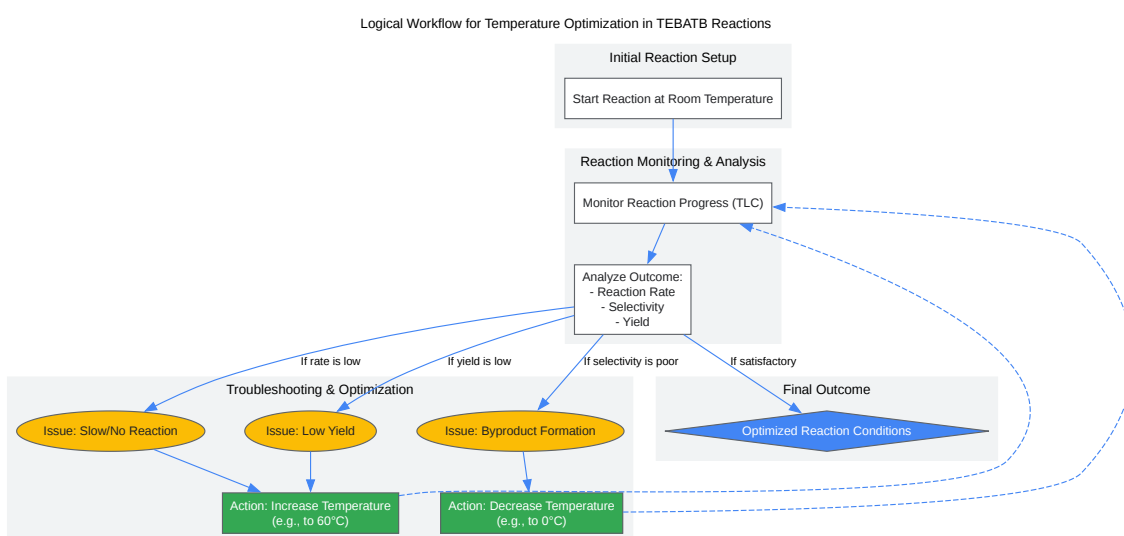 Logical Workflow for Temperature Optimization in TEBATB Reactions
Initial Reaction Setup
Start Reaction at Room Temperature
Reaction Monitoring & Analysis
Monitor Reaction Progress (TLC)
Analyze Outcome:
- Reaction Rate
- Selectivity
- Yield
If rate is low
If yield is low
If selectivity is poor
If satisfactory
Troubleshooting & Optimization
Final Outcome
Issue: Slow/No Reaction
Issue: Low Yield
Issue: Byproduct Formation
Optimized Reaction Conditions
Action: Increase Temperature
(e.g., to 60°C)
Action: Decrease Temperature
(e.g., to 0°C)